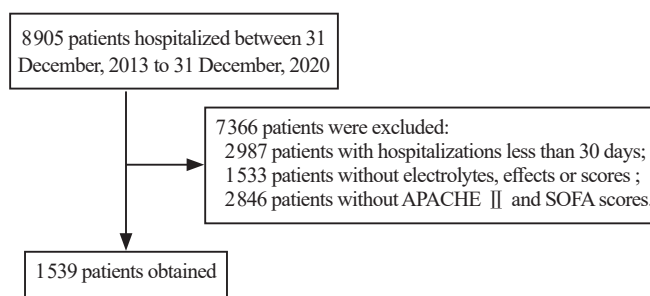 8905 patients hospitalized between 31
December, 2013 to 31 December, 2020
7366 patients were excluded:
2987 patients with hospitalizations less than 30 days;
1533 patients without electrolytes, effects or scores ;
2846 patients without APACHE Ⅱ and SOFA scores.
1539 patients obtained